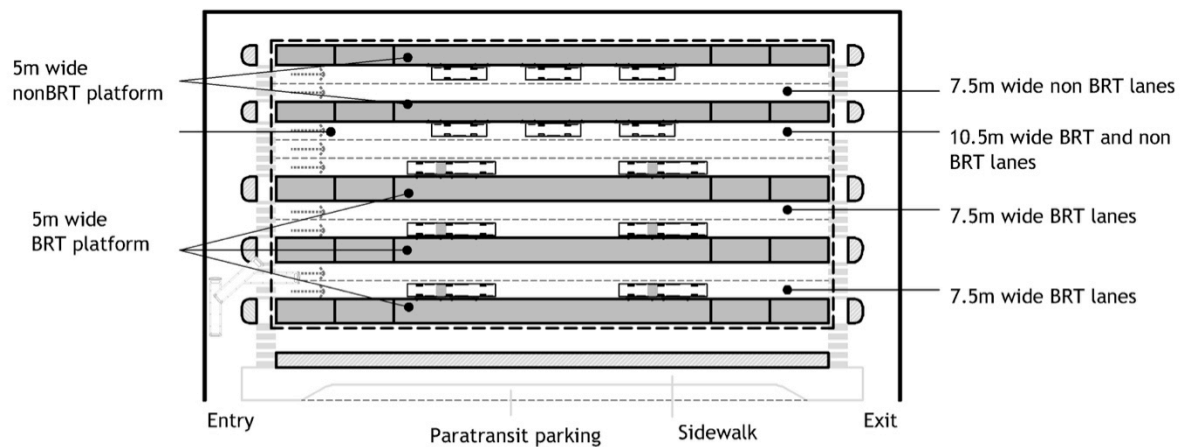 5m wide
nonBRT platform
7.5m wide non BRT lanes
10.5m wide BRT and non
BRT lanes
5m wide
BRT platform
7.5m wide BRT lanes
7.5m wide BRT lanes
Entry
Paratransit parking
Sidewalk
Exit